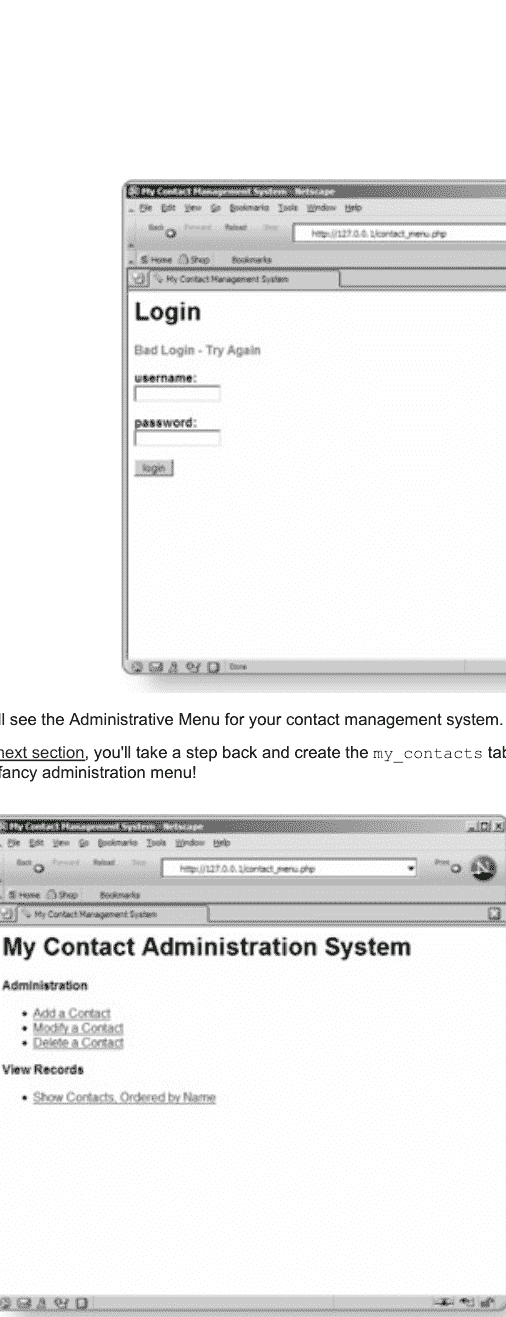 My Contact Management System - Netscape
File Edit View Go Bookmarks Tools Window Help
Back Forward Reload Stop http://127.0.0.1/contact_menu.php
Home Shop Bookmarks
My Contact Management System
Login
Bad Login - Try Again
username:
password:
login
Done
ll see the Administrative Menu for your contact management system.
next section, you'll take a step back and create the my_contacts tab
fancy administration menu!
My Contact Management System - Netscape
File Edit View Go Bookmarks Tools Window Help
Back Forward Reload Stop http://127.0.0.1/contact_menu.php Print
Home Shop Bookmarks
My Contact Management System
My Contact Administration System
Administration
• Add a Contact
• Modify a Contact
• Delete a Contact
View Records
• Show Contacts, Ordered by Name